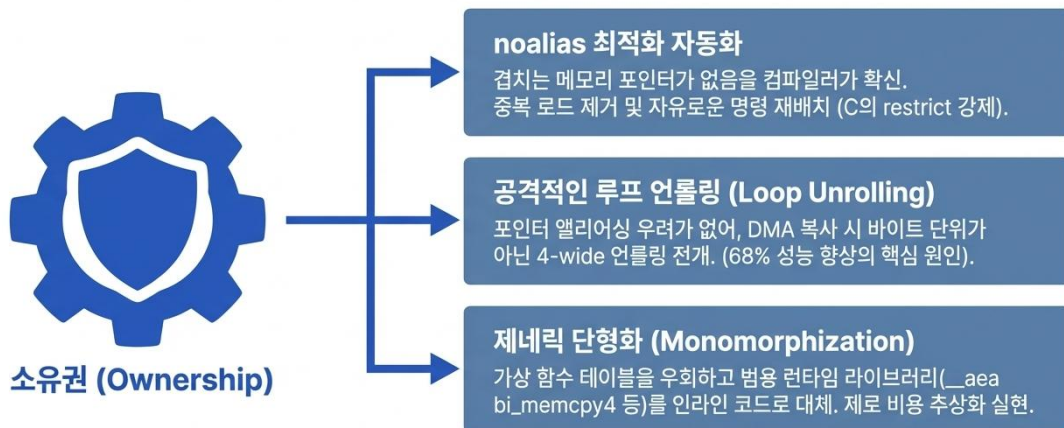 noalias 최적화 자동화
겹치는 메모리 포인터가 없음을 컴파일러가 확신.
중복 로드 제거 및 자유로운 명령 재배치 (C의 restrict 강제).
공격적인 루프 언롤링 (Loop Unrolling)
포인터 앨리어싱 우려가 없어, DMA 복사 시 바이트 단위가
아닌 4-wide 언롤링 전개. (68% 성능 향상의 핵심 원인).
제네릭 단형화 (Monomorphization)
가상 함수 테이블을 우회하고 범용 런타임 라이브러리(__aea
bi_memcpy4 등)를 인라인 코드로 대체. 제로 비용 추상화 실현.
소유권 (Ownership)